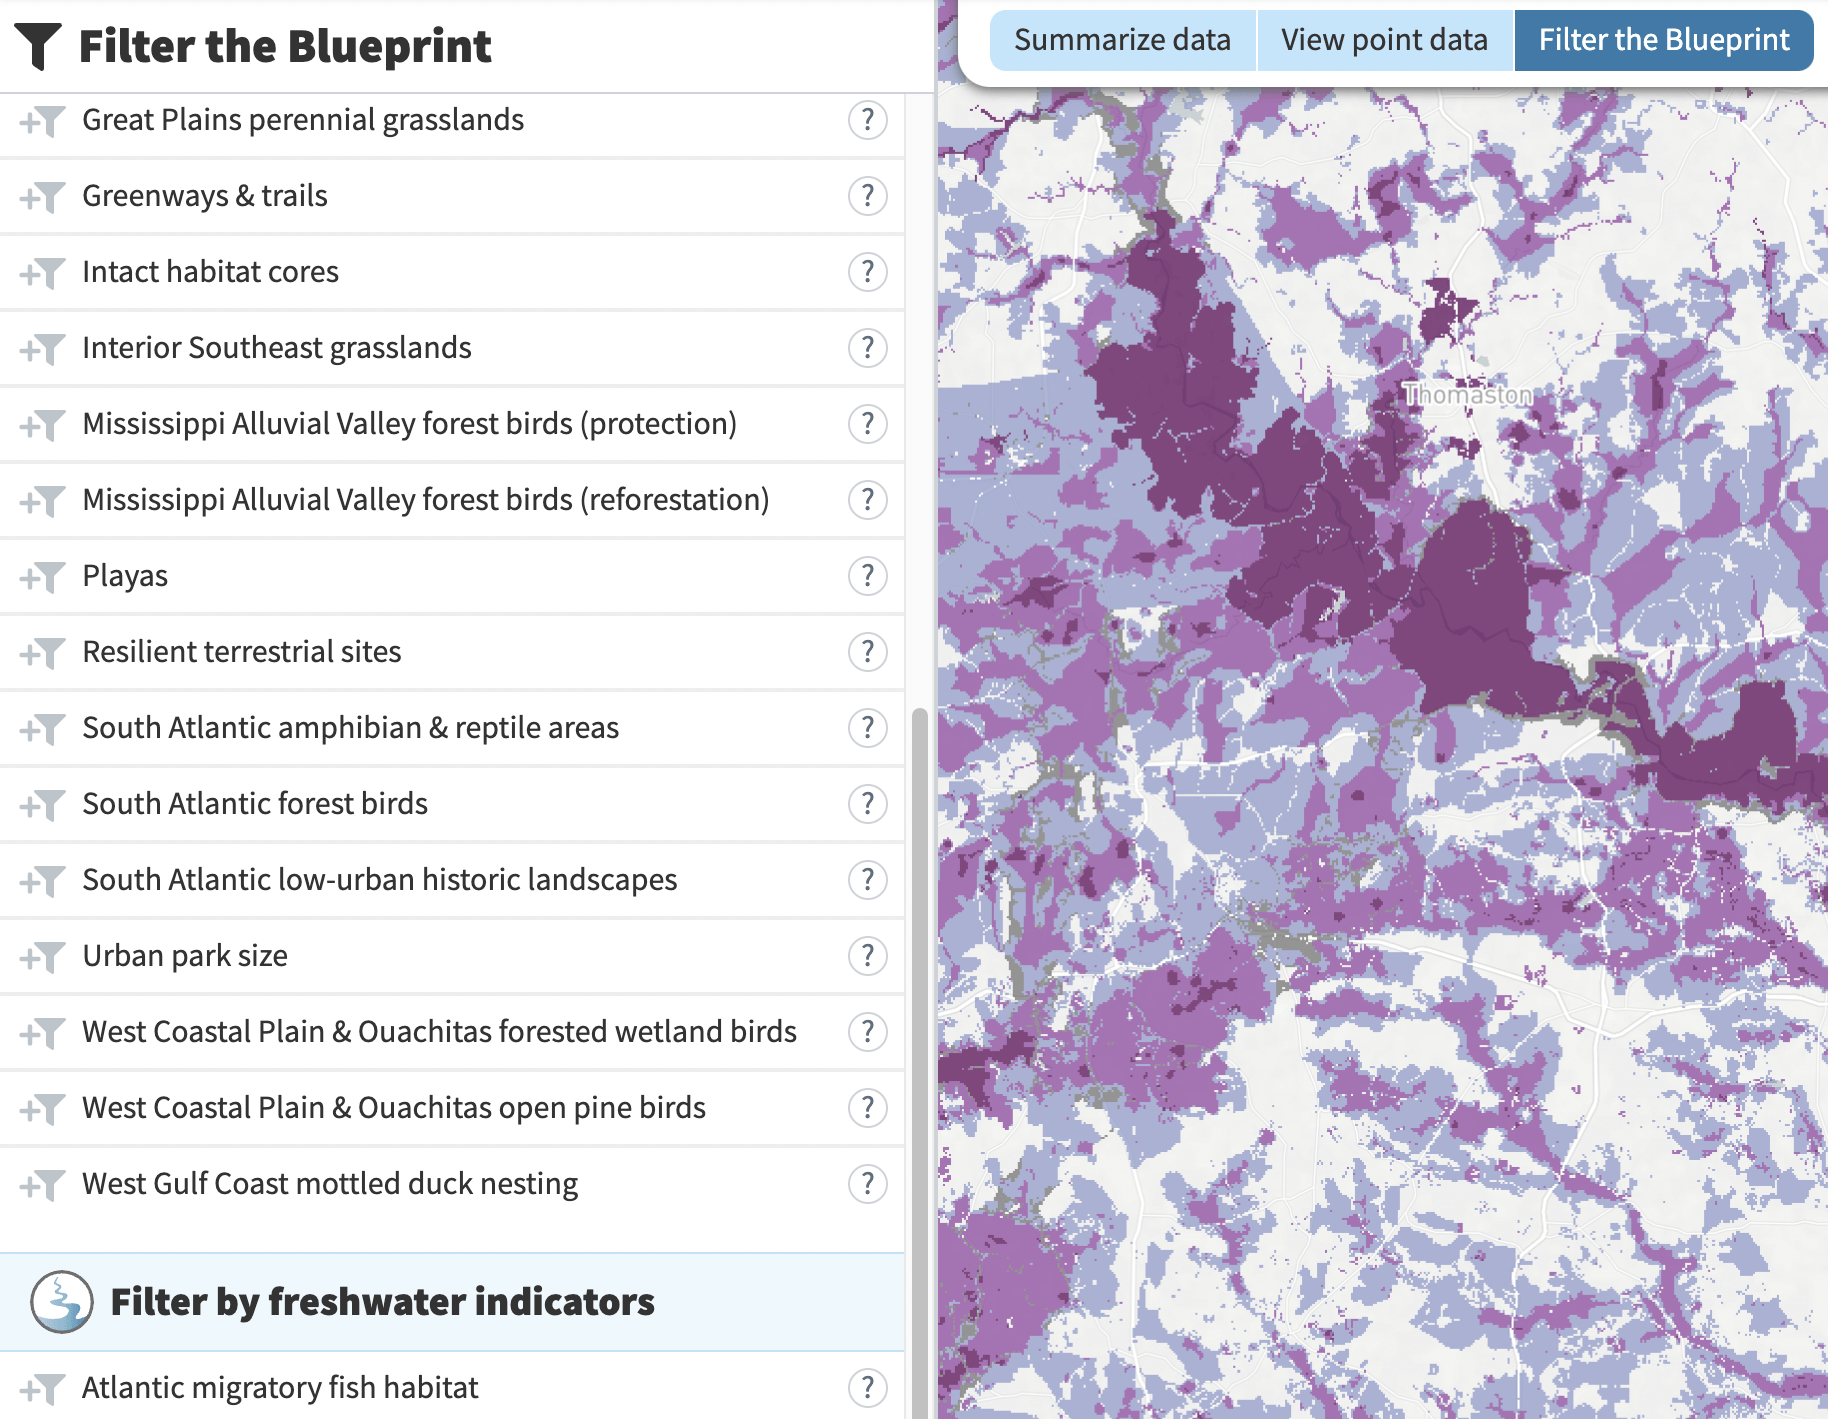 Filter the Blueprint
Great Plains perennial grasslands ?
Greenways & trails ?
Intact habitat cores ?
Interior Southeast grasslands ?
Mississippi Alluvial Valley forest birds (protection) ?
Mississippi Alluvial Valley forest birds (reforestation) ?
Playas ?
Resilient terrestrial sites ?
South Atlantic amphibian & reptile areas ?
South Atlantic forest birds ?
South Atlantic low-urban historic landscapes ?
Urban park size ?
West Coastal Plain & Ouachitas forested wetland birds ?
West Coastal Plain & Ouachitas open pine birds ?
West Gulf Coast mottled duck nesting ?
Filter by freshwater indicators
Atlantic migratory fish habitat ?
Summarize data View point data Filter the Blueprint
Thomaston